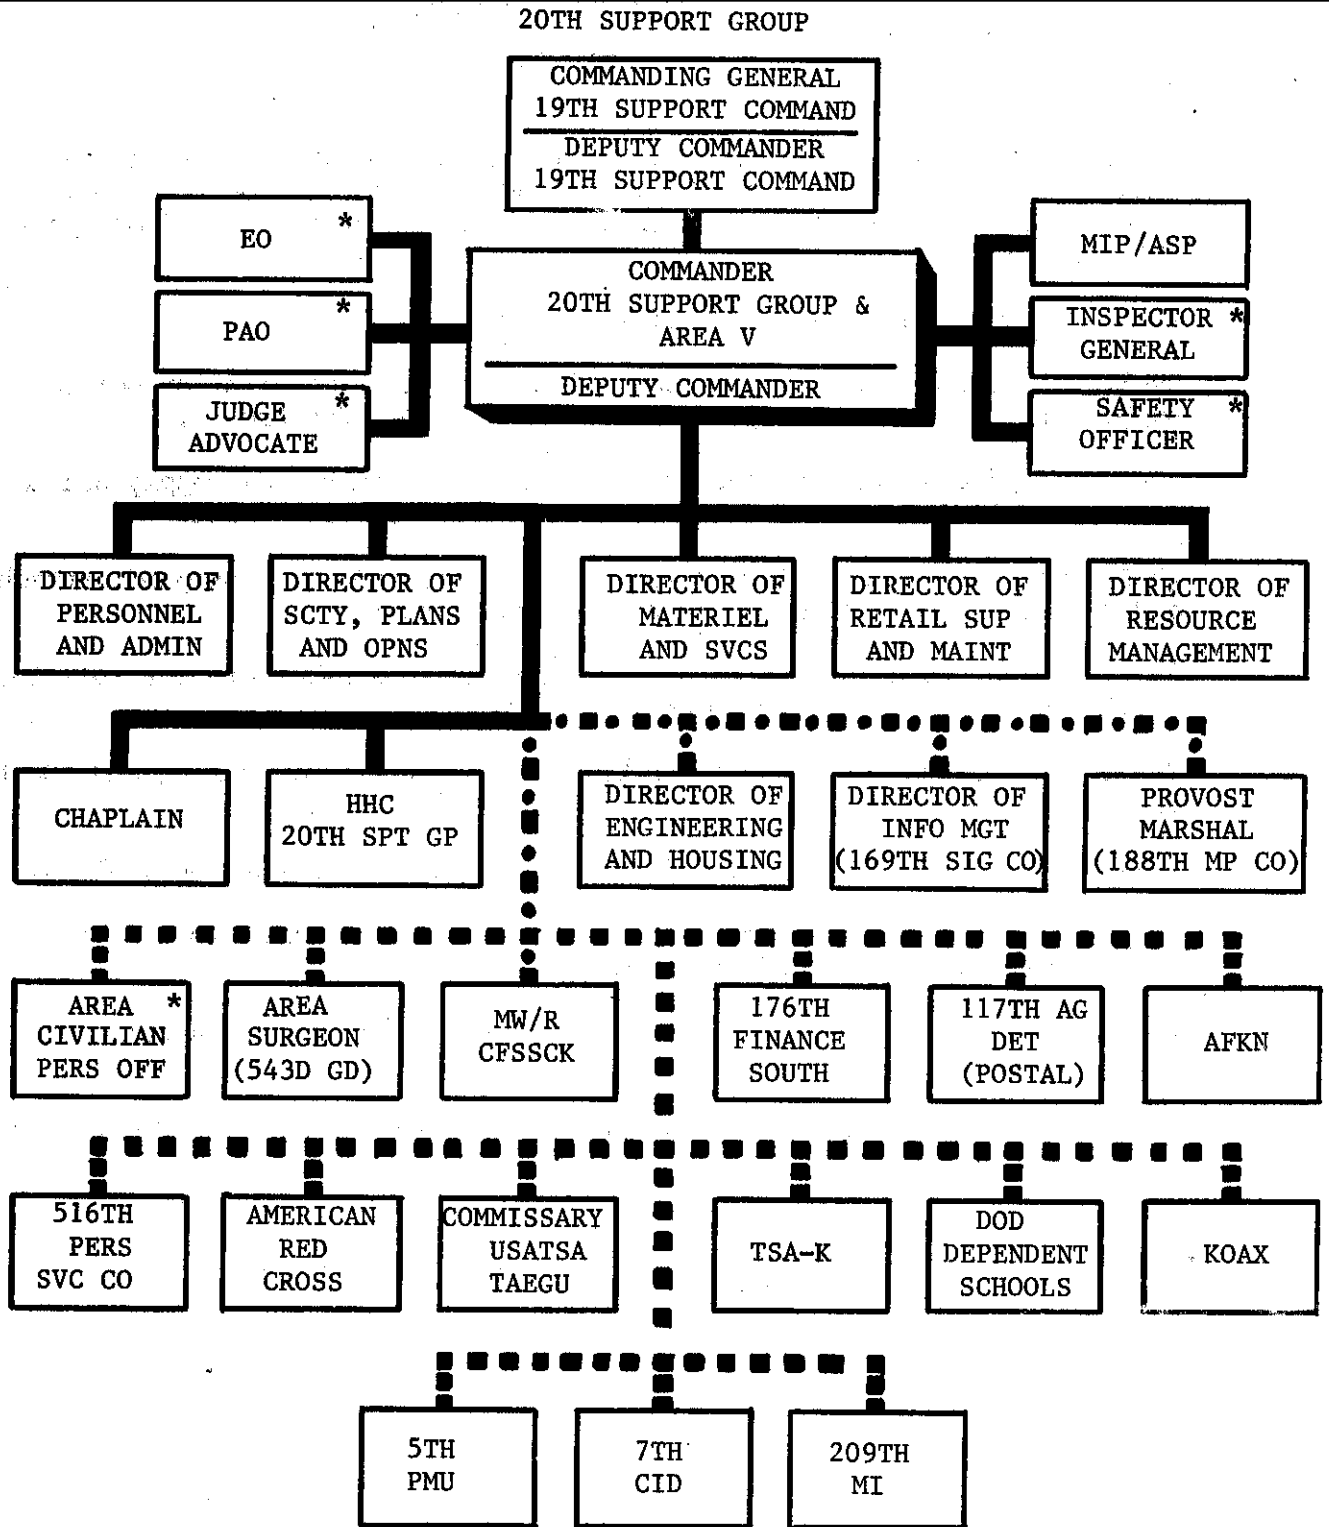 20TH SUPPORT GROUP
COMMANDING GENERAL
19TH SUPPORT COMMAND
DEPUTY COMMANDER
19TH SUPPORT COMMAND
EO *
PAO *
JUDGE *
ADVOCATE
COMMANDER
20TH SUPPORT GROUP &
AREA V
DEPUTY COMMANDER
MIP/ASP
INSPECTOR *
GENERAL
SAFETY *
OFFICER
DIRECTOR OF
PERSONNEL
AND ADMIN
DIRECTOR OF
SCTY, PLANS
AND OPNS
DIRECTOR OF
MATERIEL
AND SVCS
DIRECTOR OF
RETAIL SUP
AND MAINT
DIRECTOR OF
RESOURCE
MANAGEMENT
CHAPLAIN
HHC
20TH SPT GP
DIRECTOR OF
ENGINEERING
AND HOUSING
DIRECTOR OF
INFO MGT
(169TH SIG CO)
PROVOST
MARSHAL
(188TH MP CO)
AREA *
CIVILIAN
PERS OFF
AREA
SURGEON
(543D GD)
MW/R
CFSSCK
176TH
FINANCE
SOUTH
117TH AG
DET
(POSTAL)
AFKN
516TH
PERS
SVC CO
AMERICAN
RED
CROSS
COMMISSARY
USATSA
TAEGU
TSA-K
DOD
DEPENDENT
SCHOOLS
KOAX
5TH
PMU
7TH
CID
209TH
MI